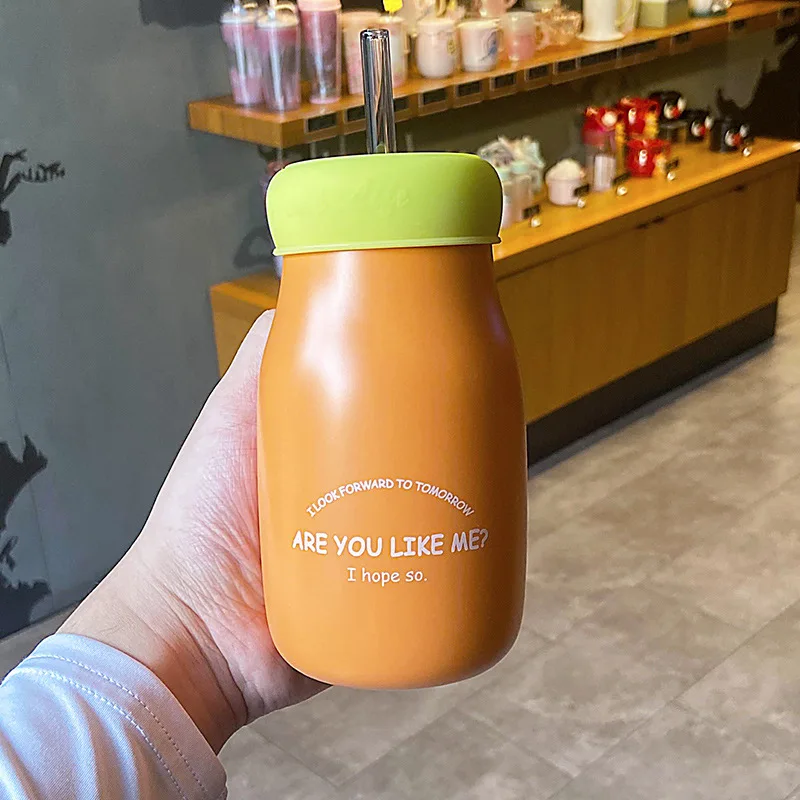 I LOOK FORWARD TO TOMORROW
ARE YOU LIKE ME?
I hope so.